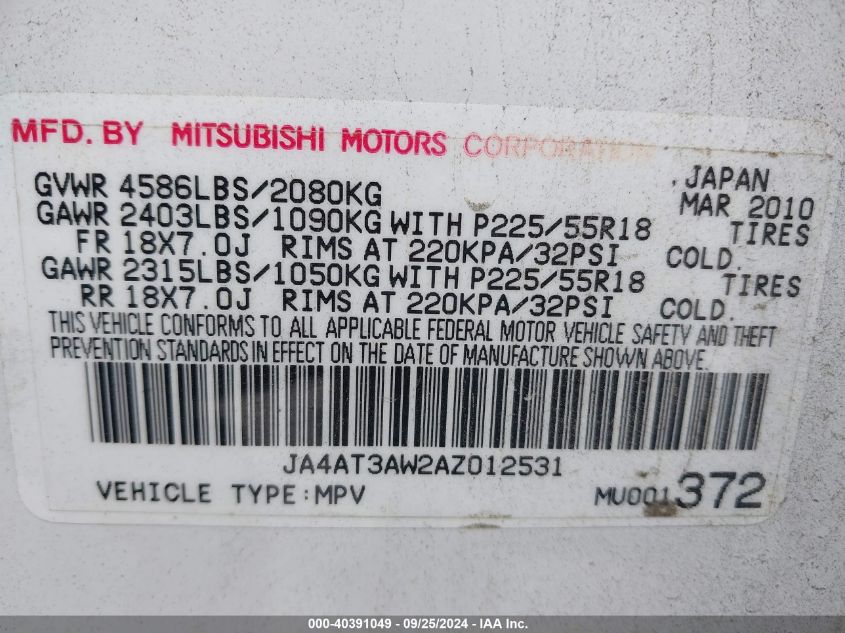 MFD. BY MITSUBISHI MOTORS CORPORATION
GVWR 4586LBS/2080KG
, JAPAN
MAR 2010
GAWR 2403LBS/1090KG WITH P225/55R18 TIRES
FR 18X7.0J RIMS AT 220KPA/32PSI COLD.
GAWR 2315LBS/1050KG WITH P225/55R18 TIRES
RR 18X7.0J RIMS AT 220KPA/32PSI COLD.
THIS VEHICLE CONFORMS TO ALL APPLICABLE FEDERAL MOTOR VEHICLE SAFETY AND THEFT
PREVENTION STANDARDS IN EFFECT ON THE DATE OF MANUFACTURE SHOWN ABOVE.
JA4AT3AW2AZ012531
VEHICLE TYPE:MPV MU001372
000-40391049 - 09/25/2024 - IAAI Inc.